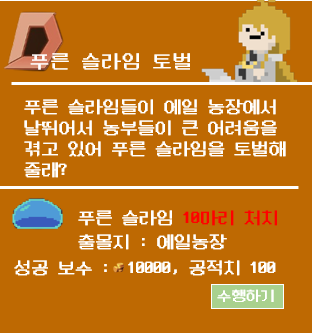 푸른 슬라임 토벌
푸른 슬라임들이 에일 농장에서
날뛰어서 농부들이 큰 어려움을
겪고 있어 푸른 슬라임을 토벌해
줄래?
푸른 슬라임 10마리 처치
출몰지 : 에일농장
성공 보수 : 10000, 공적치 100
수행하기